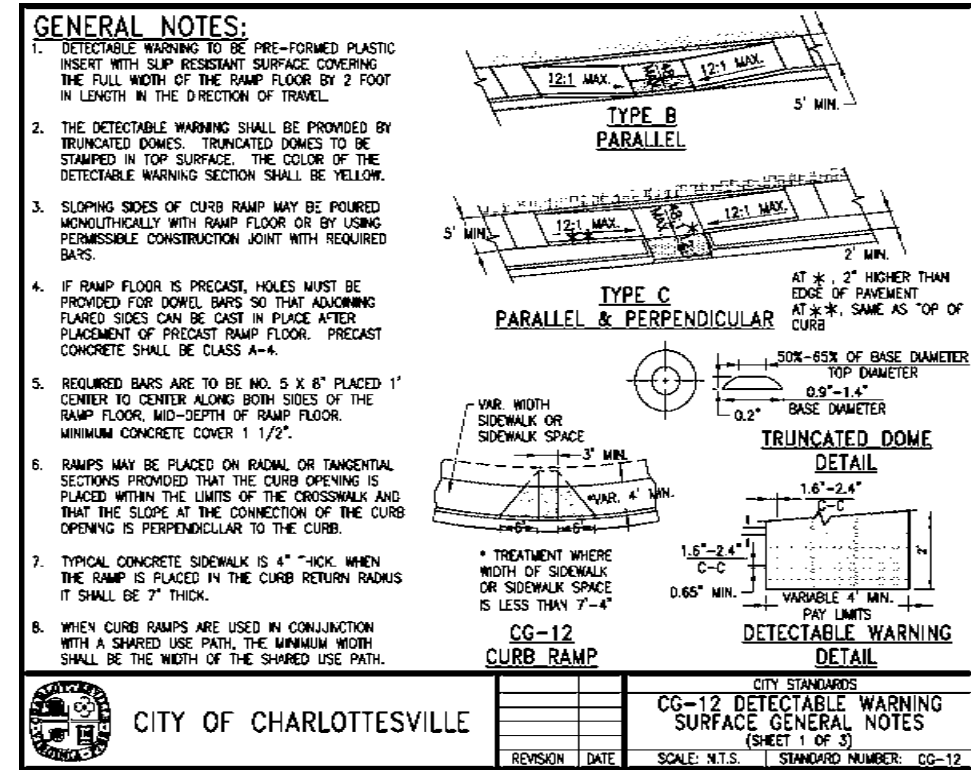 GENERAL NOTES:
1. DETECTABLE WARNING TO BE PRE-FORMED PLASTIC
INSERT WITH SLIP RESISTANT SURFACE COVERING
THE FULL WIDTH OF THE RAMP FLOOR BY 2 FOOT
IN LENGTH IN THE DIRECTION OF TRAVEL.
2. THE DETECTABLE WARNING SHALL BE PROVIDED BY
TRUNCATED DOMES. TRUNCATED DOMES TO BE
STAMPED IN TOP SURFACE. THE COLOR OF THE
DETECTABLE WARNING SECTION SHALL BE YELLOW.
3. SLOPING SIDES OF CURB RAMP MAY BE POURED
MONOLITHICALLY WITH RAMP FLOOR OR BY USING
PERMISSIBLE CONSTRUCTION JOINT WITH REQUIRED
BARS.
4. IF RAMP FLOOR IS PRECAST, HOLES MUST BE
PROVIDED FOR DOWEL BARS SO THAT ADJOINING
FLARED SIDES CAN BE CAST IN PLACE AFTER
PLACEMENT OF PRECAST RAMP FLOOR. PRECAST
CONCRETE SHALL BE CLASS A-4.
5. REQUIRED BARS ARE TO BE NO. 5 X 8" PLACED 1'
CENTER TO CENTER ALONG BOTH SIDES OF THE
RAMP FLOOR, MID-DEPTH OF RAMP FLOOR.
MINIMUM CONCRETE COVER 1 1/2".
6. RAMPS MAY BE PLACED ON RADIAL OR TANGENTIAL
SECTIONS PROVIDED THAT THE CURB OPENING IS
PLACED WITHIN THE LIMITS OF THE CROSSWALK AND
THAT THE SLOPE AT THE CONNECTION OF THE CURB
OPENING IS PERPENDICULAR TO THE CURB.
7. TYPICAL CONCRETE SIDEWALK IS 4" THICK. WHEN
THE RAMP IS PLACED IN THE CURB RETURN RADIUS
IT SHALL BE 7" THICK.
8. WHEN CURB RAMPS ARE USED IN CONJUNCTION
WITH A SHARED USE PATH, THE MINIMUM WIDTH
SHALL BE THE WIDTH OF THE SHARED USE PATH.
12:1 MAX.
48:1 MAX
12:1 MAX.
5' MIN.
TYPE B
PARALLEL
5' MIN.
12:1 MAX.
**
48:1 MAX
*
12:1 MAX.
2' MIN.
TYPE C
PARALLEL & PERPENDICULAR
AT *, 2" HIGHER THAN
EDGE OF PAVEMENT
AT **, SAME AS TOP OF
CURB
50%-65% OF BASE DIAMETER
TOP DIAMETER
0.9"-1.4"
BASE DIAMETER
0.2"
TRUNCATED DOME
DETAIL
VAR. WIDTH
SIDEWALK OR
SIDEWALK SPACE
3' MIN.
*VAR. 4' MIN.
6"
6"
* TREATMENT WHERE
WIDTH OF SIDEWALK
OR SIDEWALK SPACE
IS LESS THAN 7'-4"
CG-12
CURB RAMP
1.6"-2.4"
C-C
1.6"-2.4"
C-C
0.65" MIN.
2'
VARIABLE 4' MIN.
PAY LIMITS
DETECTABLE WARNING
DETAIL
CITY OF CHARLOTTESVILLE
REVISION DATE
CITY STANDARDS
CG-12 DETECTABLE WARNING
SURFACE GENERAL NOTES
(SHEET 1 OF 3)
SCALE: N.T.S. STANDARD NUMBER: CG-12